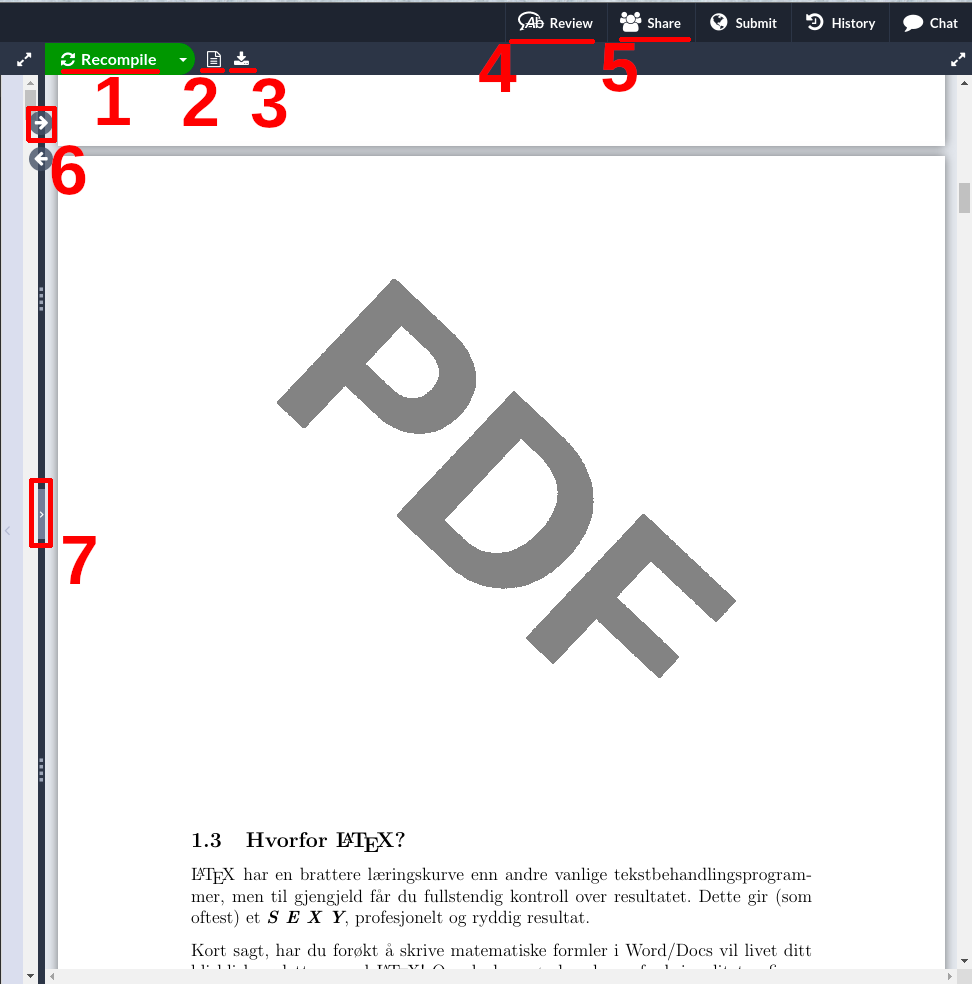 Review Share Submit History Chat
Recompile
1 2 3 4 5
6
PDF
7
1.3 Hvorfor LATEX?
LATEX har en brattere læringskurve enn andre vanlige tekstbehandlingsprogram-
mer, men til gjengjeld får du fullstendig kontroll over resultatet. Dette gir (som
oftest) et S E X Y, profesjonelt og ryddig resultat.
Kort sagt, har du forøkt å skrive matematiske formler i Word/Docs vil livet ditt